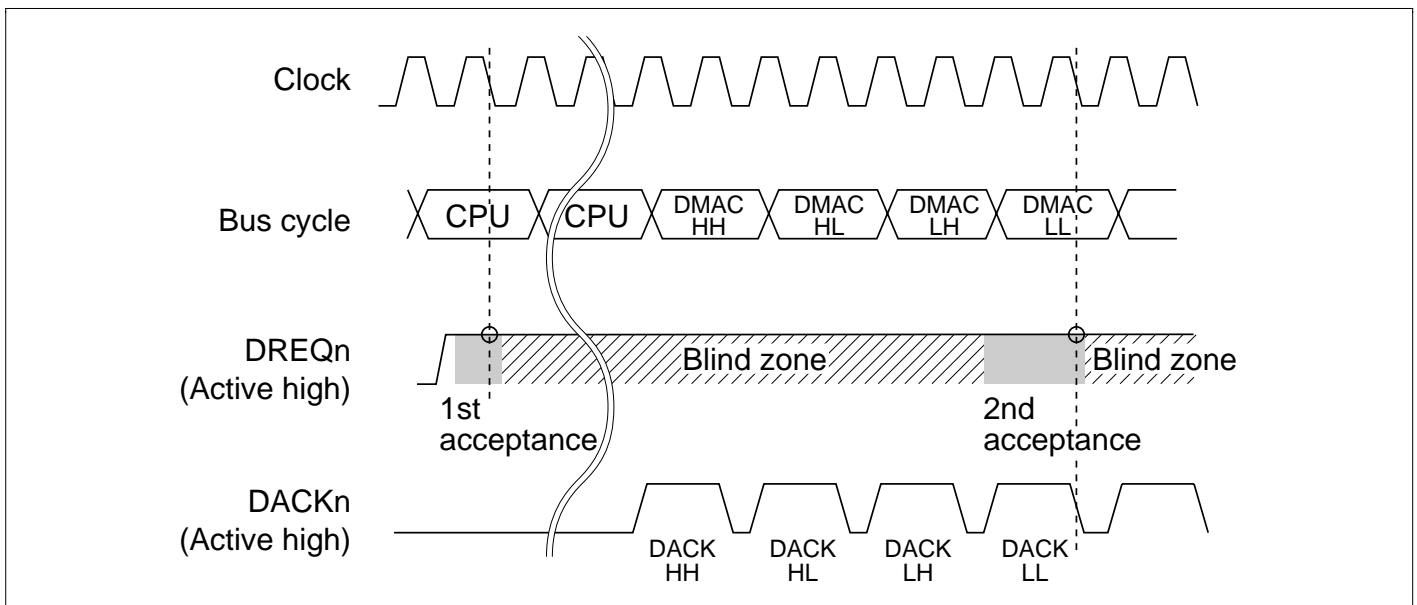 Clock
Bus cycle
CPU
CPU
DMAC
HH
DMAC
HL
DMAC
LH
DMAC
LL
DREQn
(Active high)
Blind zone
Blind zone
1st
acceptance
2nd
acceptance
DACKn
(Active high)
DACK
HH
DACK
HL
DACK
LH
DACK
LL